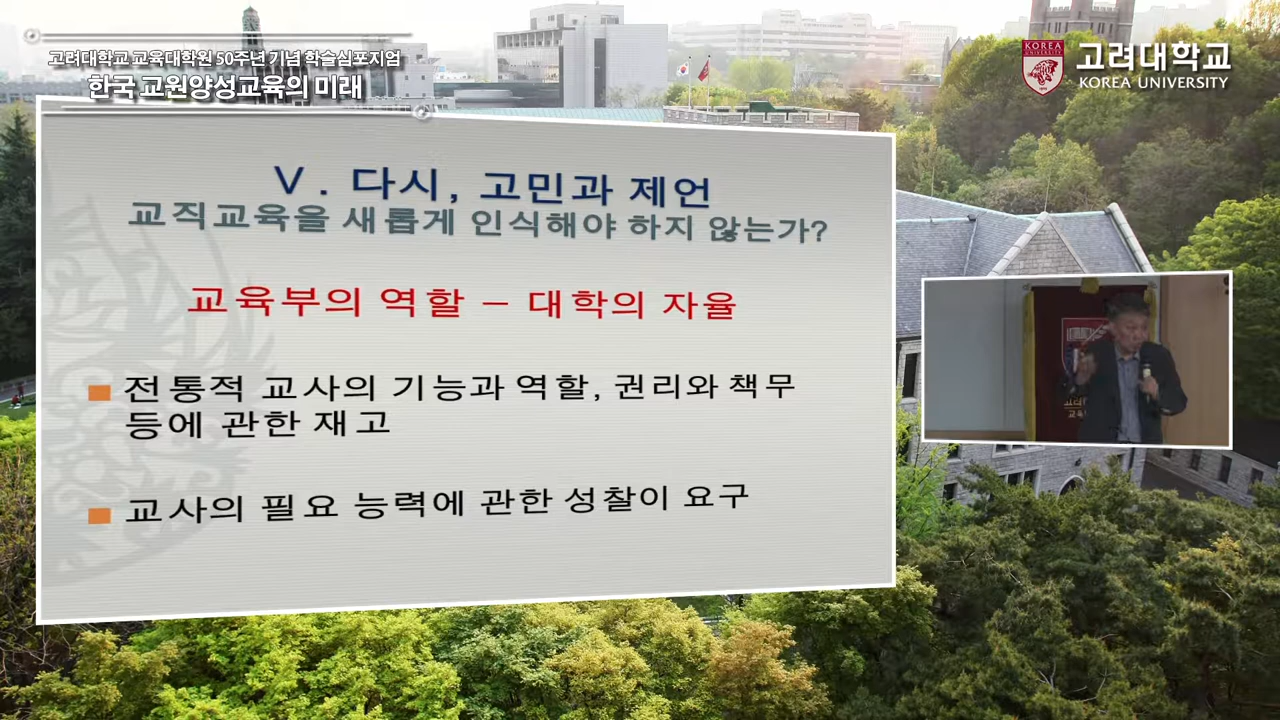 고려대학교 교육대학원 50주년 기념 학술심포지엄
한국 교원양성교육의 미래
KOREA
고려대학교
KOREA UNIVERSITY
Ⅴ. 다시, 고민과 제언
교직교육을 새롭게 인식해야 하지 않는가?
교육부의 역할 – 대학의 자율
전통적 교사의 기능과 역할, 권리와 책무
등에 관한 재고
교사의 필요 능력에 관한 성찰이 요구